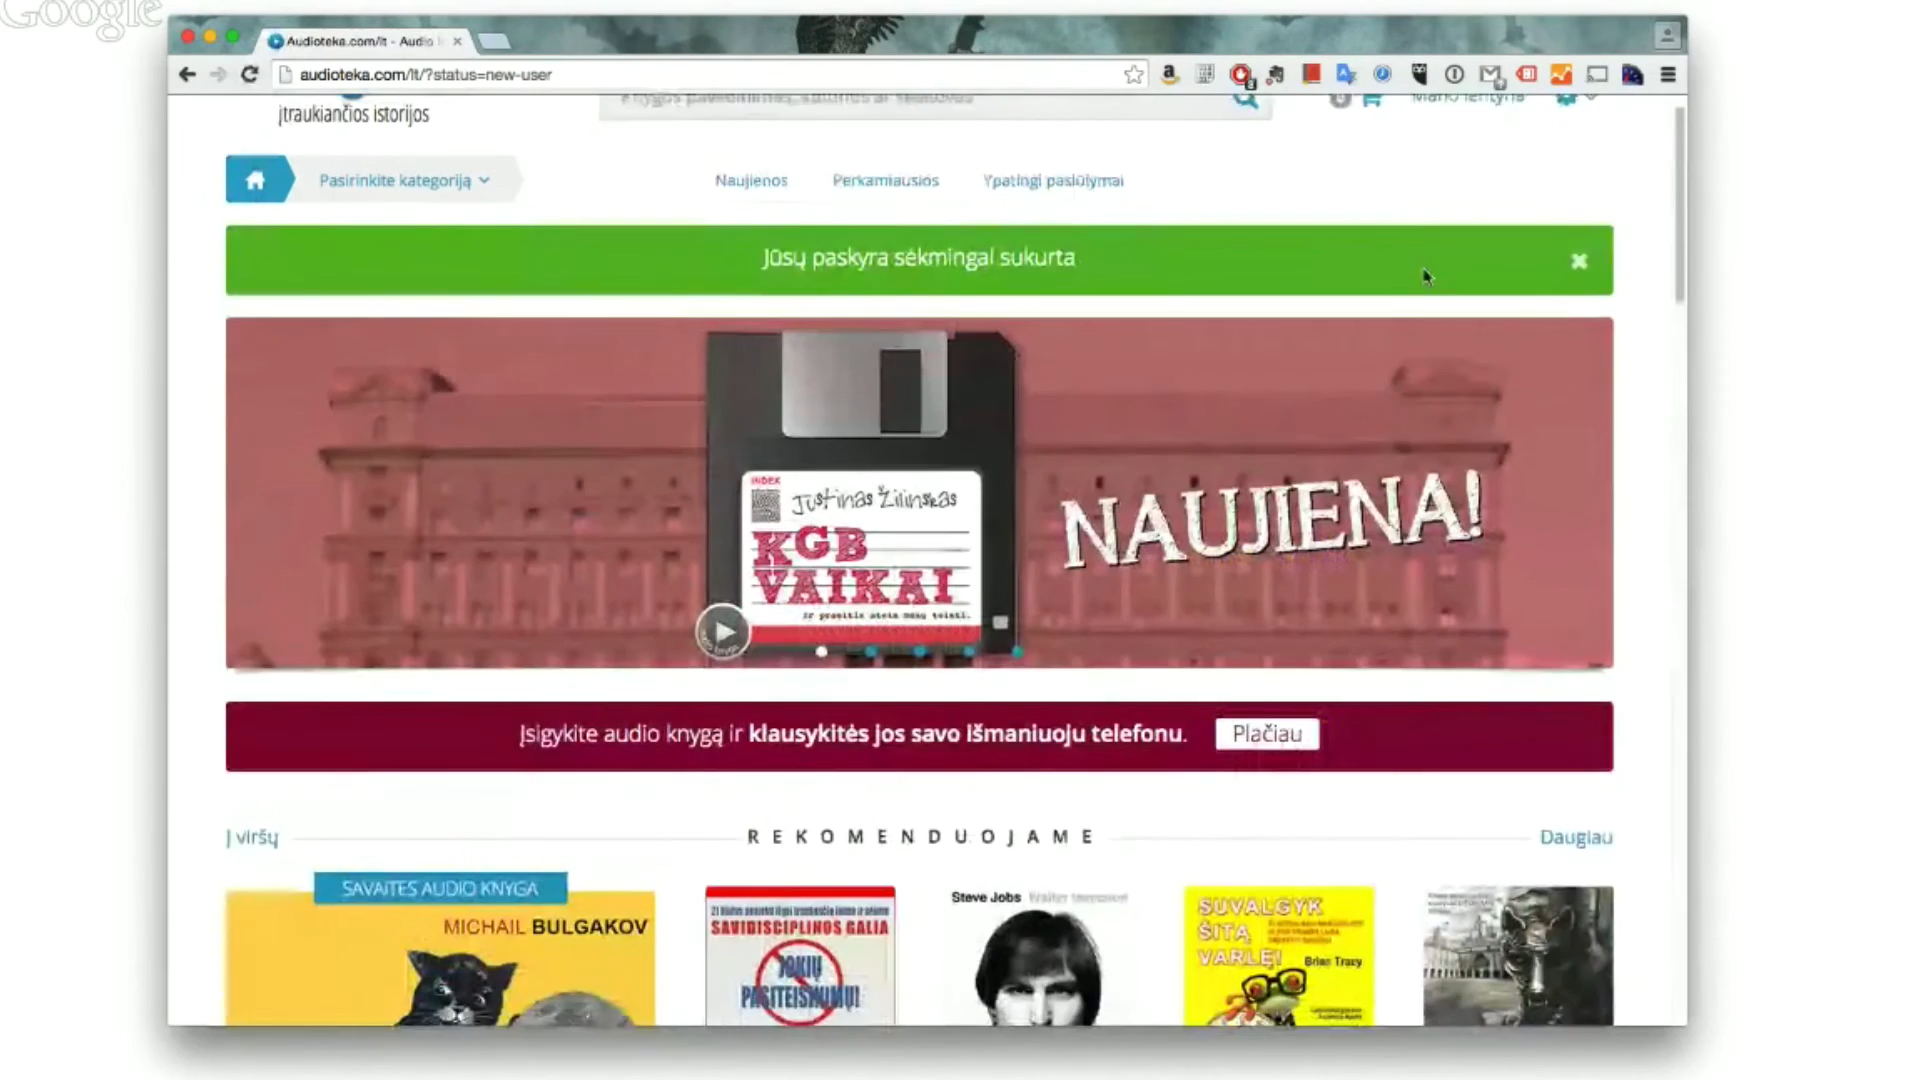 Google
Audioteka.com/lt - Audio
audioteka.com/lt/?status=new-user
įtraukiančios istorijos
Pasirinkite kategoriją
Naujienos
Perkamiausios
Ypatingi pasiūlymai
Jūsų paskyra sėkmingai sukurta
INDEX
Justinas Žilinskas
KGB
VAIKAI
NAUJIENA!
Įsigykite audio knygą ir klausykitės jos savo išmaniuoju telefonu.
Plačiau
Į viršų
REKOMENDUOJAME
Daugiau
SAVAITĖS AUDIO KNYGA
MICHAIL BULGAKOV
SAVIDISCIPLINOS GALIA
JOKIŲ
PASITEISINIMŲ!
Steve Jobs
SUVALGYK
ŠITĄ
VARLĘ!
Brian Tracy